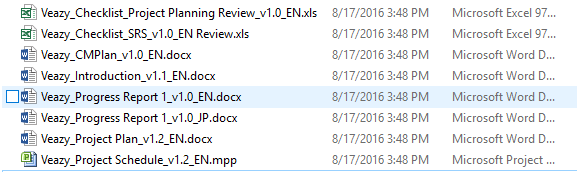 Veazy_Checklist_Project Planning Review_v1.0_EN.xls 8/17/2016 3:48 PM Microsoft Excel 97...
Veazy_Checklist_SRS_v1.0_EN Review.xls 8/17/2016 3:48 PM Microsoft Excel 97...
Veazy_CMPlan_v1.0_EN.docx 8/17/2016 3:48 PM Microsoft Word D...
Veazy_Introduction_v1.1_EN.docx 8/17/2016 3:48 PM Microsoft Word D...
Veazy_Progress Report 1_v1.0_EN.docx 8/17/2016 3:48 PM Microsoft Word D...
Veazy_Progress Report 1_v1.0_JP.docx 8/17/2016 3:48 PM Microsoft Word D...
Veazy_Project Plan_v1.2_EN.docx 8/17/2016 3:48 PM Microsoft Word D...
Veazy_Project Schedule_v1.2_EN.mpp 8/17/2016 3:48 PM Microsoft Project ...